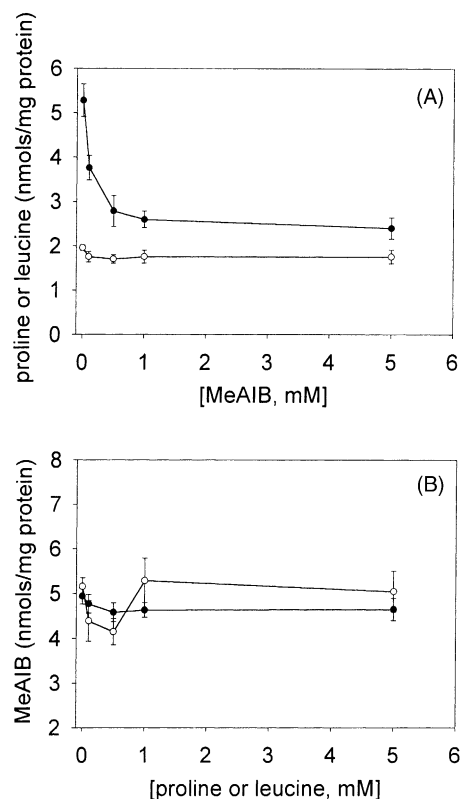 proline or leucine (nmols/mg protein)
6
5
4
3
2
1
0
(A)
0 1 2 3 4 5 6
[MeAIB, mM]
MeAIB (nmols/mg protein)
8
7
6
5
4
3
2
(B)
0 1 2 3 4 5 6
[proline or leucine, mM]